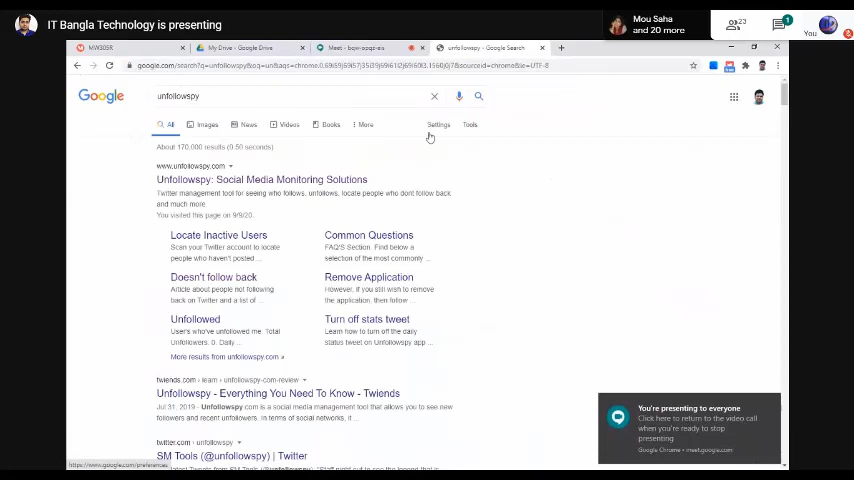 IT Bangla Technology is presenting
Mou Saha
and 20 more
23
1
You
MW305R
My Drive - Google Drive
unfollowspy - Google Search
Google
unfollowspy
All
Images
News
Videos
Books
More
Settings
Tools
About 170,000 results (0.50 seconds)
www.unfollowspy.com
Unfollowspy: Social Media Monitoring Solutions
Twitter management tool for seeing who follows, unfollows, locate people who dont follow back
and much more
You visited this page on 9/9/20.
Locate Inactive Users
Scan your Twitter account to locate
people who haven't posted ...
Common Questions
FAQ'S Section. Find below a
selection of the most commonly ...
Doesn't follow back
Article about people not following
back on Twitter and a list of ...
Remove Application
However, if you still wish to remove
the application, then follow ...
Unfollowed
User's who've unfollowed me. Total
Unfollowers. 0. Daily ...
Turn off stats tweet
Learn how to turn off the daily
status tweet on Unfollowspy app ...
More results from unfollowspy.com »
twiends.com › learn › unfollowspy-com-review
Unfollowspy - Everything You Need To Know - Twiends
Jul 31, 2019 - Unfollowspy.com is a social media management tool that allows you to see new
followers and recent unfollowers. In terms of social networks, it ...
twitter.com › unfollowspy
SM Tools (@unfollowspy) | Twitter
https://www.google.com/preferences
You're presenting to everyone
Click here to return to the video call
when you're ready to stop
presenting
Google Chrome • meet.google.com